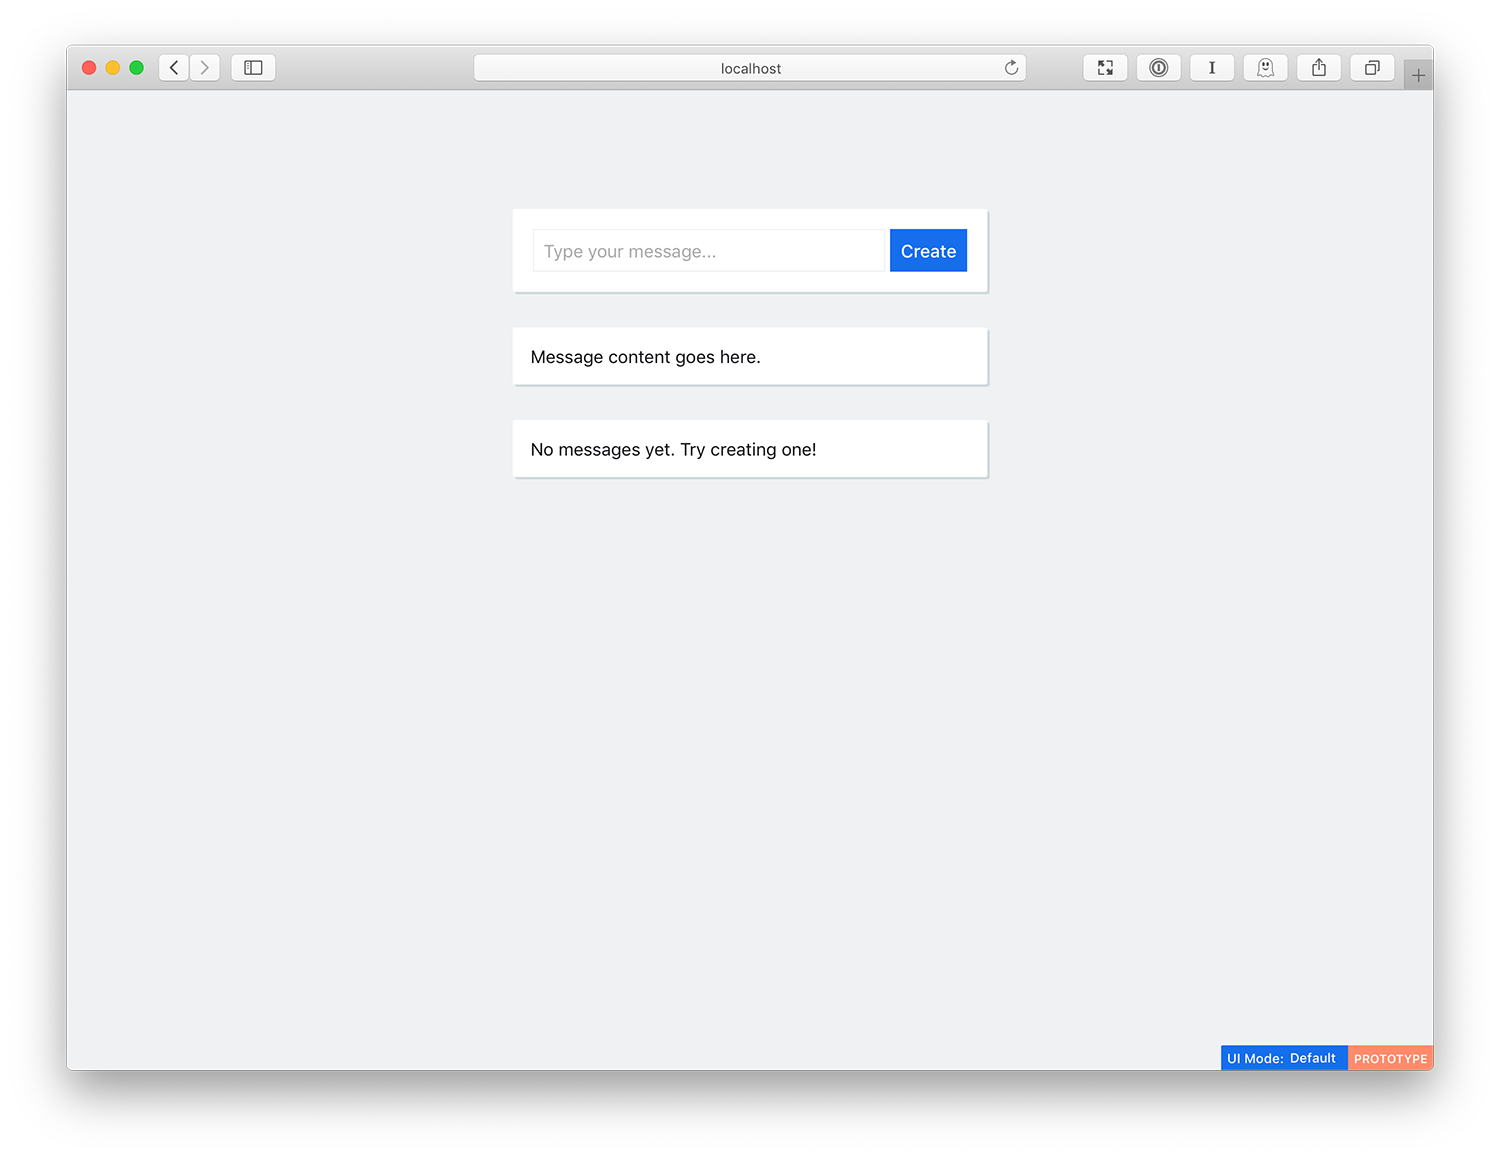 localhost
Type your message...
Create
Message content goes here.
No messages yet. Try creating one!
UI Mode: Default
PROTOTYPE